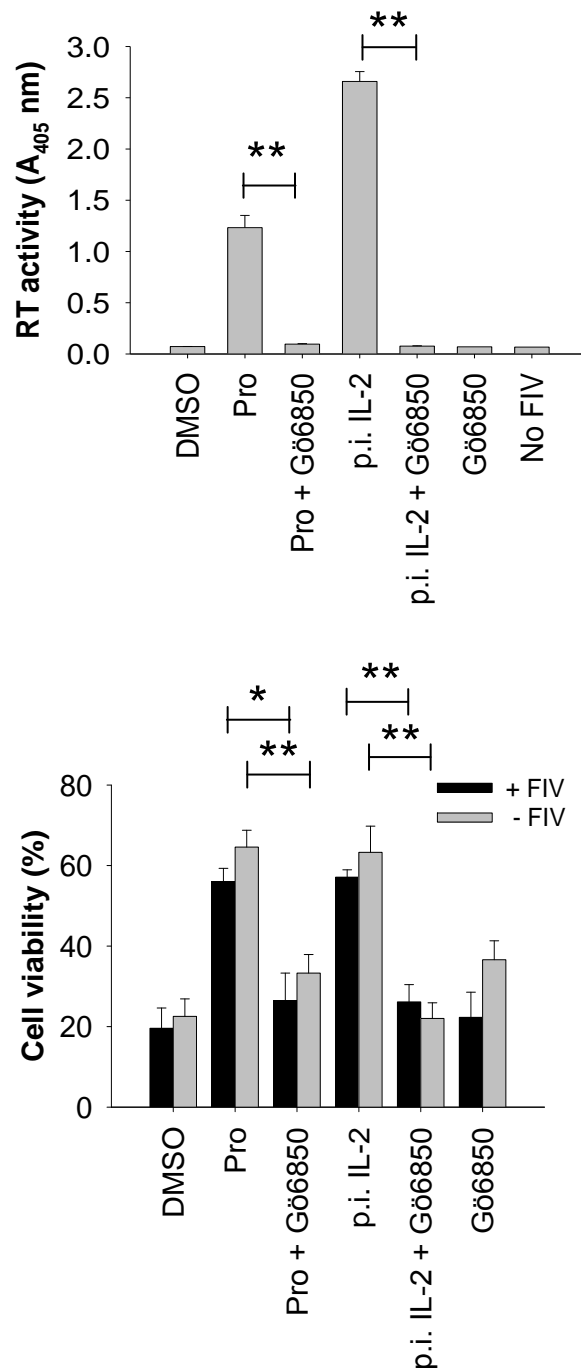 **
3.0
2.5
2.0
1.5
1.0
0.5
0.0
RT activity (A405 nm)
**
DMSO
Pro
Pro + Gö6850
p.i. IL-2
p.i. IL-2 + Gö6850
Gö6850
No FIV
*
**
**
**
+ FIV
- FIV
80
60
40
20
0
Cell viability (%)
DMSO
Pro
Pro + Gö6850
p.i. IL-2
p.i. IL-2 + Gö6850
Gö6850